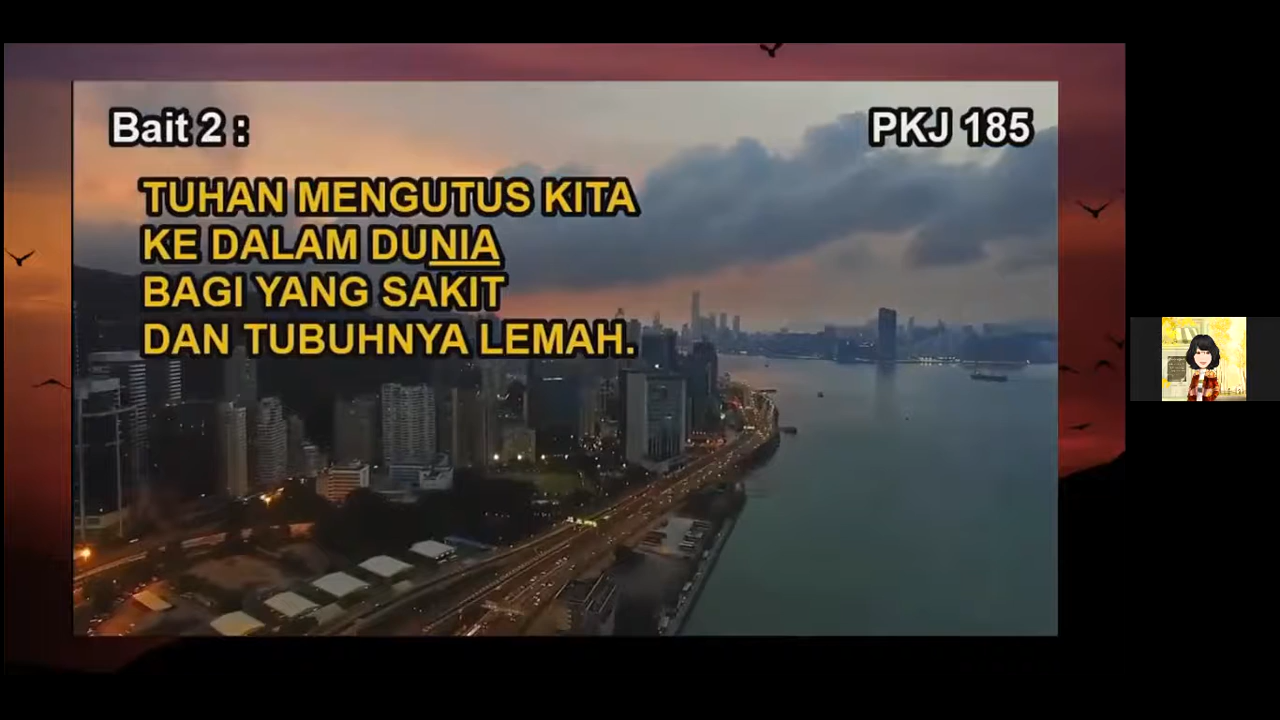 Bait 2 :
PKJ 185
TUHAN MENGUTUS KITA
KE DALAM DUNIA
BAGI YANG SAKIT
DAN TUBUHNYA LEMAH.